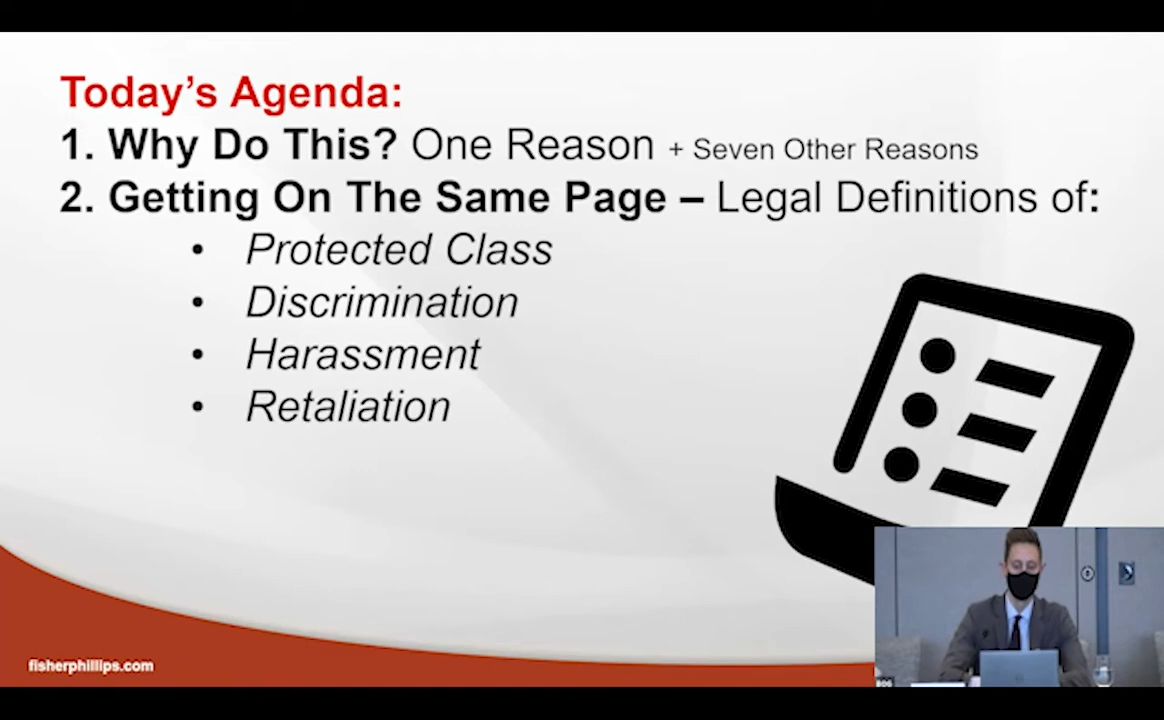 Today's Agenda:
1. Why Do This? One Reason + Seven Other Reasons
2. Getting On The Same Page – Legal Definitions of:
• Protected Class
• Discrimination
• Harassment
• Retaliation
fisherphillips.com